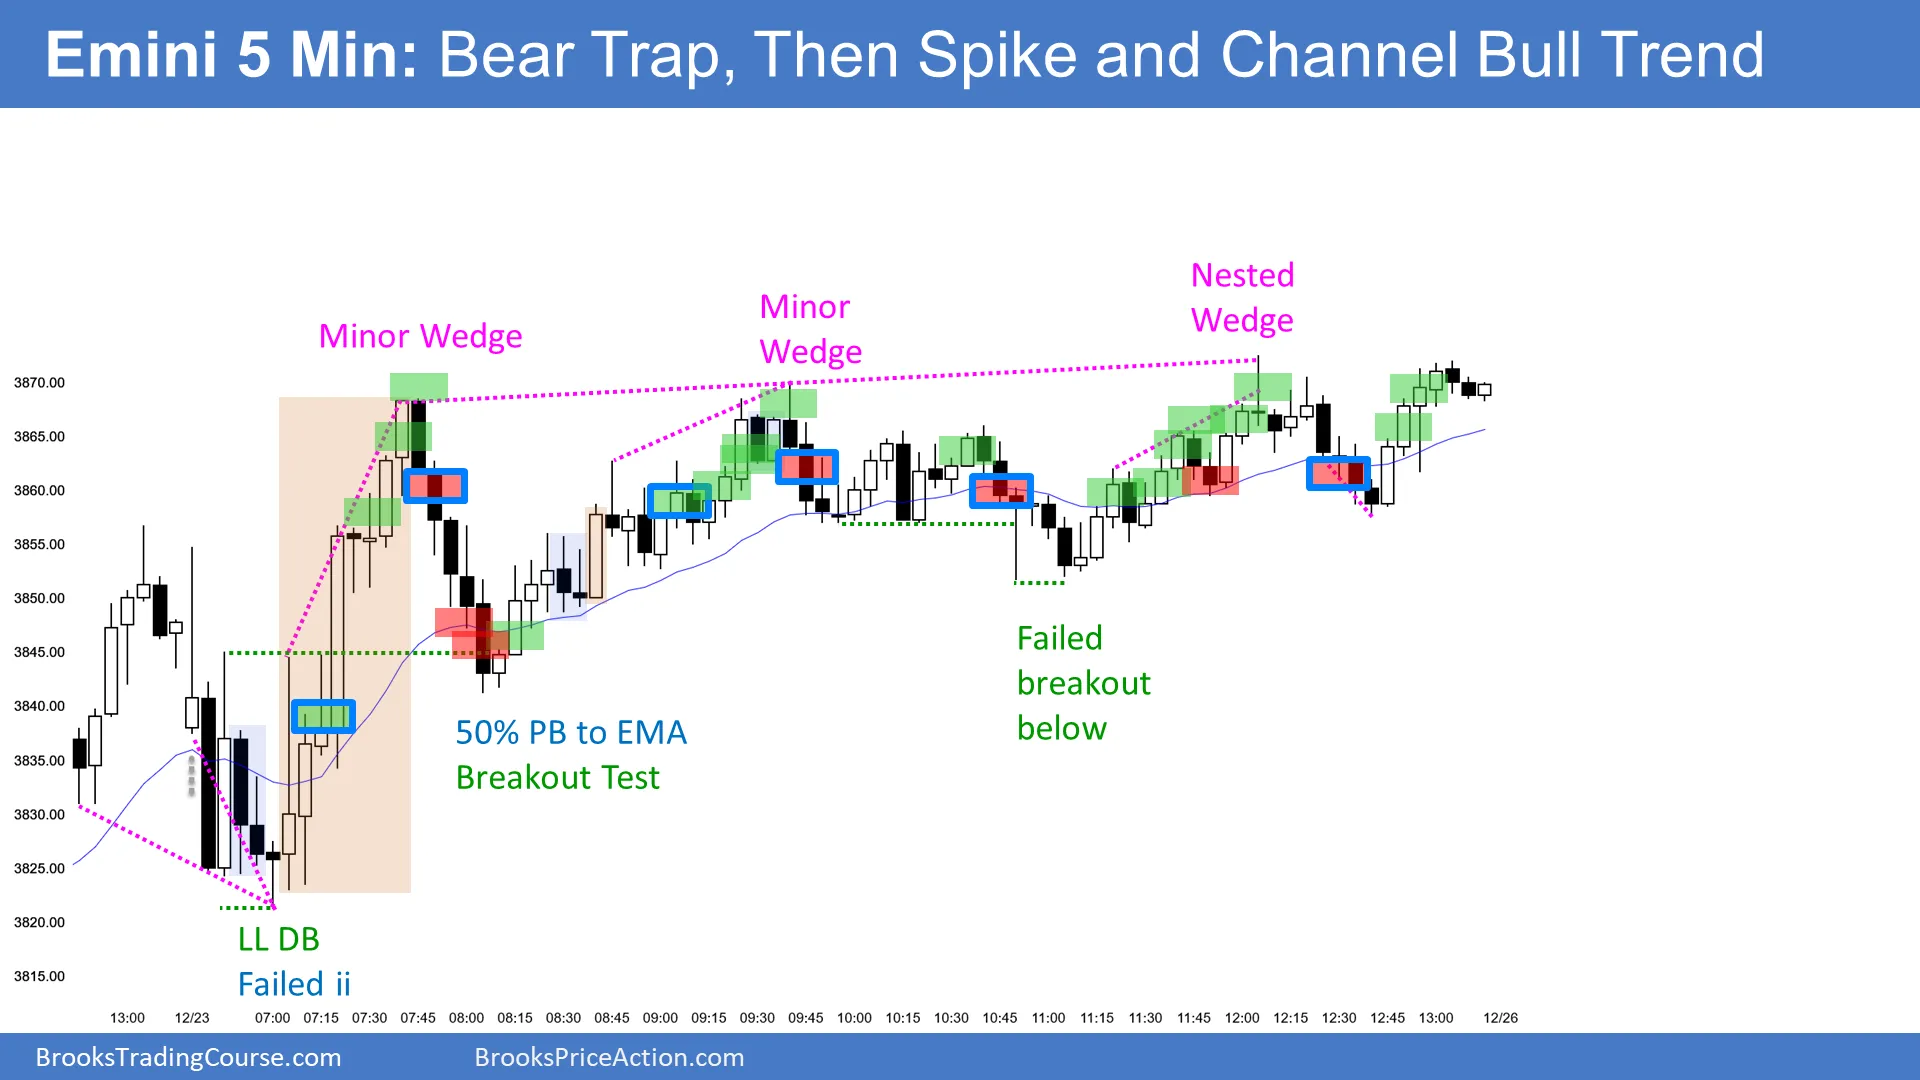 Emini 5 Min: Bear Trap, Then Spike and Channel Bull Trend
Nested
Wedge
Minor
Wedge
Minor Wedge
3870.00
3865.00
3860.00
3855.00
3850.00
3845.00
3840.00
3835.00
3830.00
3825.00
3820.00
3815.00
Failed
breakout
below
50% PB to EMA
Breakout Test
LL DB
Failed ii
13:00 12/23 07:00 07:15 07:30 07:45 08:00 08:15 08:30 08:45 09:00 09:15 09:30 09:45 10:00 10:15 10:30 10:45 11:00 11:15 11:30 11:45 12:00 12:15 12:30 12:45 13:00 12/26
BrooksTradingCourse.com BrooksPriceAction.com